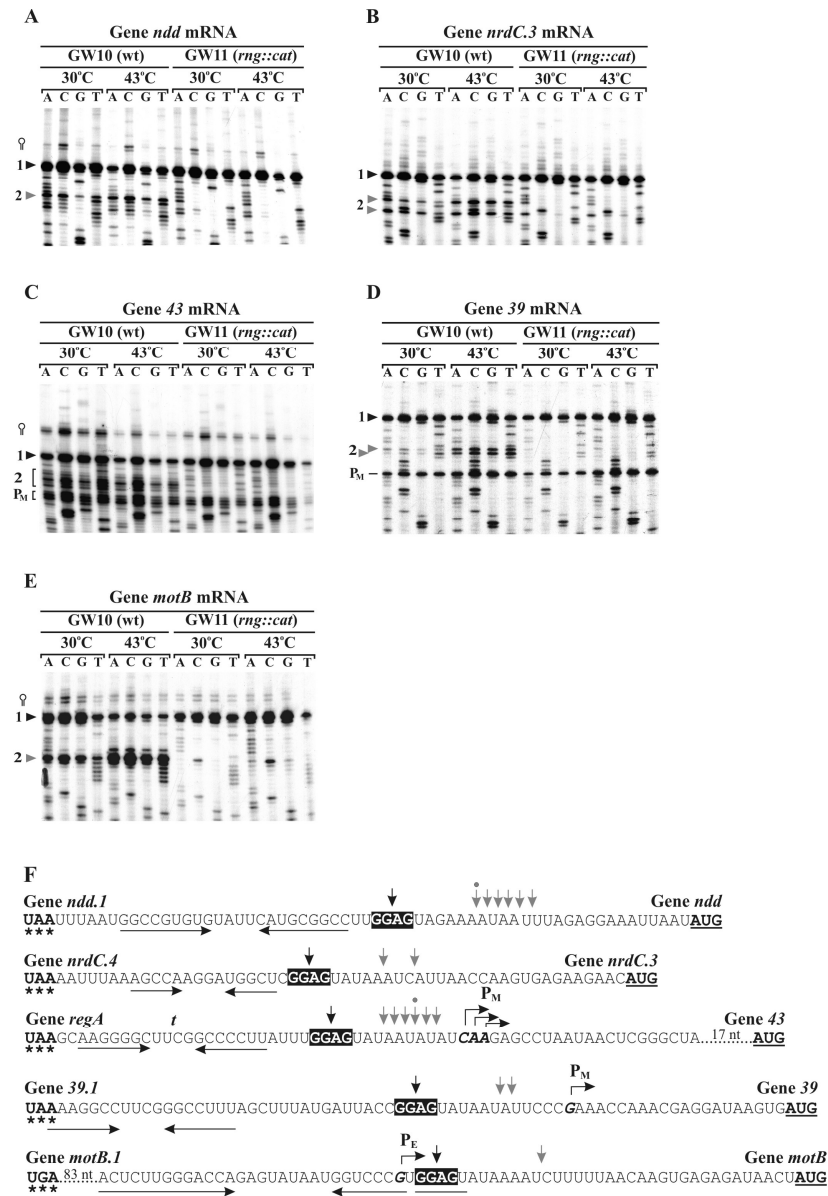 A
Gene ndd mRNA
GW10 (wt) GW11 (rng::cat)
30°C 43°C 30°C 43°C
A C G T A C G T A C G T A C G T
1
2
B
Gene nrdC.3 mRNA
GW10 (wt) GW11 (rng::cat)
30°C 43°C 30°C 43°C
A C G T A C G T A C G T A C G T
1
2
C
Gene 43 mRNA
GW10 (wt) GW11 (rng::cat)
30°C 43°C 30°C 43°C
A C G T A C G T A C G T A C G T
1
2
PM
D
Gene 39 mRNA
GW10 (wt) GW11 (rng::cat)
30°C 43°C 30°C 43°C
A C G T A C G T A C G T A C G T
1
2
PM
E
Gene motB mRNA
GW10 (wt) GW11 (rng::cat)
30°C 43°C 30°C 43°C
A C G T A C G T A C G T A C G T
1
2
F
Gene ndd.1 Gene ndd
UAAUUUAAUGGCCGUGUGUAUUCAUGCGGCCUUGGAGUAGAAAAUAAUUUAGAGGAAAUUAAUAUG
***
Gene nrdC.4 Gene nrdC.3
UAAAAUUUAAAGCCAAGGAUGGCUCGGAGUAUAAAUCAUUAACCAAGUGAGAAGAACAUG
***
Gene regA t PM Gene 43
UAAGCAAGGGGCUUCGGCCCCUUAUUUGGAGUAUAAUAUAUCAAGAGCCUAAUAACUCGGGCUA......17 nt......AUG
***
Gene 39.1 PM Gene 39
UAAAAGGCCUUCGGGCCUUUAGCUUUAUGAUUACCGGAGUAUAAUAUUCCCGAAACCAAACGAGGAUAAGUGAUG
***
Gene motB.1 PE Gene motB
UGA..83 nt..ACUCUUGGGACCAGAGUAUAAUGGUCCCGUGGAGUAUAAAAUCUUUUUAACAAGUGAGAUAACUAUG
***